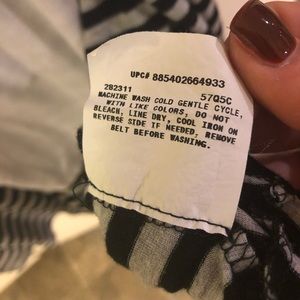 UPC# 885402664933
282311 57Q5C
MACHINE WASH COLD GENTLE CYCLE,
WITH LIKE COLORS, DO NOT
BLEACH, LINE DRY, COOL IRON ON
REVERSE SIDE IF NEEDED, REMOVE
BELT BEFORE WASHING.